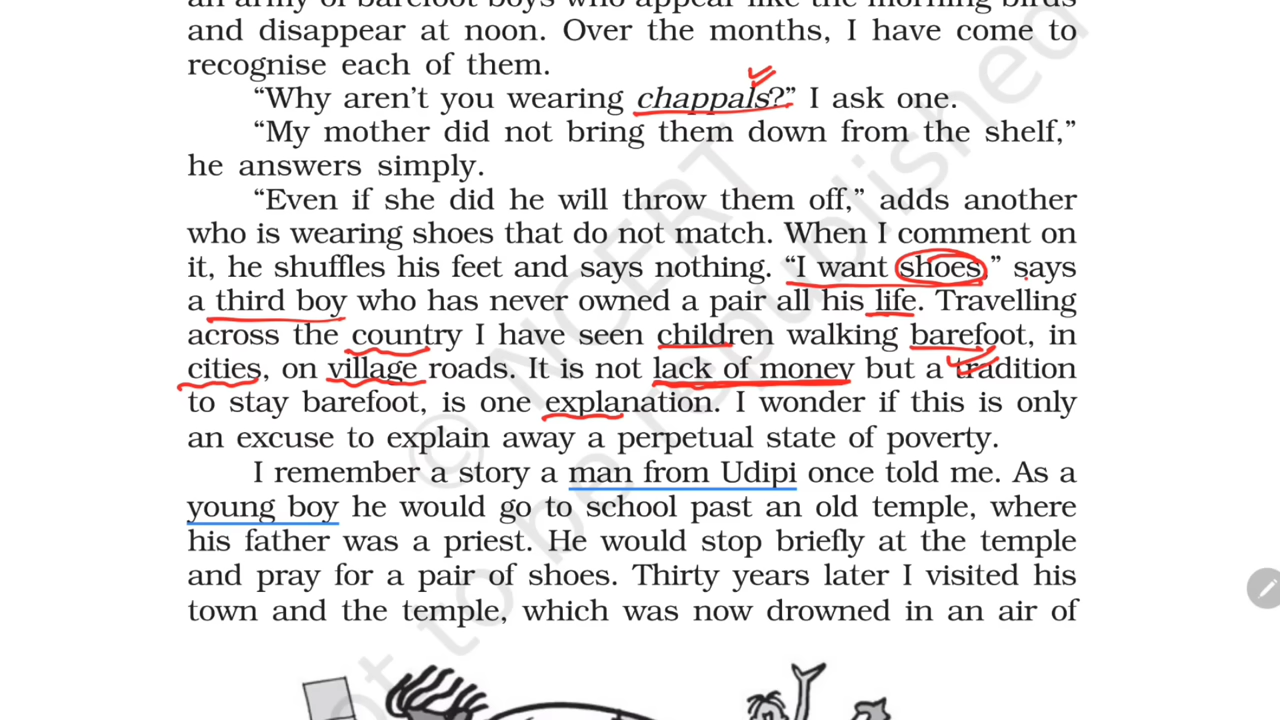 an army of barefoot boys who appear like the morning birds
and disappear at noon. Over the months, I have come to
recognise each of them.
“Why aren’t you wearing chappals?” I ask one.
“My mother did not bring them down from the shelf,”
he answers simply.
“Even if she did he will throw them off,” adds another
who is wearing shoes that do not match. When I comment on
it, he shuffles his feet and says nothing. “I want shoes,” says
a third boy who has never owned a pair all his life. Travelling
across the country I have seen children walking barefoot, in
cities, on village roads. It is not lack of money but a tradition
to stay barefoot, is one explanation. I wonder if this is only
an excuse to explain away a perpetual state of poverty.
I remember a story a man from Udipi once told me. As a
young boy he would go to school past an old temple, where
his father was a priest. He would stop briefly at the temple
and pray for a pair of shoes. Thirty years later I visited his
town and the temple, which was now drowned in an air of
© NCERT
not to be republished